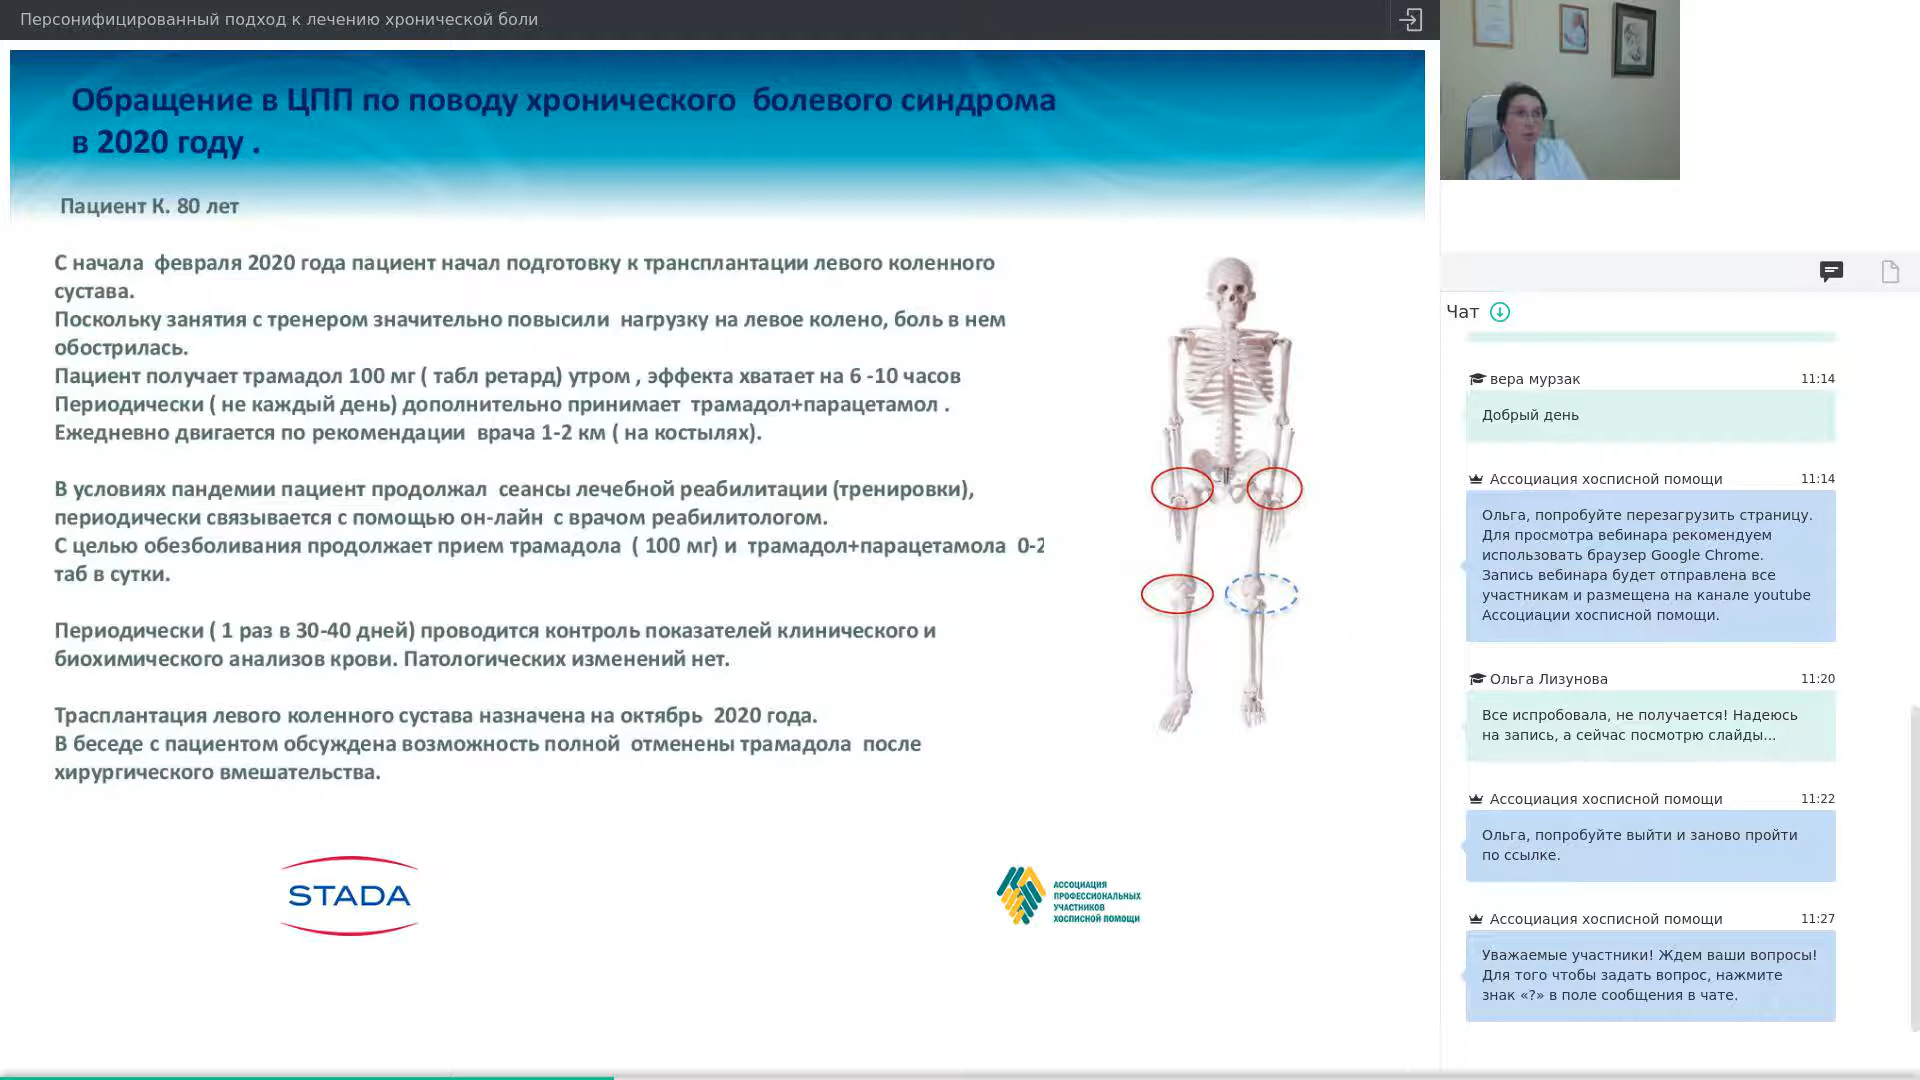 Персонифицированный подход к лечению хронической боли
Обращение в ЦПП по поводу хронического болевого синдрома
в 2020 году .
Пациент К. 80 лет
С начала февраля 2020 года пациент начал подготовку к трансплантации левого коленного
сустава.
Поскольку занятия с тренером значительно повысили нагрузку на левое колено, боль в нем
обострилась.
Пациент получает трамадол 100 мг ( табл ретард) утром , эффекта хватает на 6 -10 часов
Периодически ( не каждый день) дополнительно принимает трамадол+парацетамол .
Ежедневно двигается по рекомендации врача 1-2 км ( на костылях).
В условиях пандемии пациент продолжал сеансы лечебной реабилитации (тренировки),
периодически связывается с помощью он-лайн с врачом реабилитологом.
С целью обезболивания продолжает прием трамадола ( 100 мг) и трамадол+парацетамола 0-2
таб в сутки.
Периодически ( 1 раз в 30-40 дней) проводится контроль показателей клинического и
биохимического анализов крови. Патологических изменений нет.
Трасплантация левого коленного сустава назначена на октябрь 2020 года.
В беседе с пациентом обсуждена возможность полной отменены трамадола после
хирургического вмешательства.
STADA
АССОЦИАЦИЯ
ПРОФЕССИОНАЛЬНЫХ
УЧАСТНИКОВ
ХОСПИСНОЙ ПОМОЩИ
Чат
вера мурзак 11:14
Добрый день
Ассоциация хосписной помощи 11:14
Ольга, попробуйте перезагрузить страницу.
Для просмотра вебинара рекомендуем
использовать браузер Google Chrome.
Запись вебинара будет отправлена все
участникам и размещена на канале youtube
Ассоциации хосписной помощи.
Ольга Лизунова 11:20
Все испробовала, не получается! Надеюсь
на запись, а сейчас посмотрю слайды...
Ассоциация хосписной помощи 11:22
Ольга, попробуйте выйти и заново пройти
по ссылке.
Ассоциация хосписной помощи 11:27
Уважаемые участники! Ждем ваши вопросы!
Для того чтобы задать вопрос, нажмите
знак «?» в поле сообщения в чате.